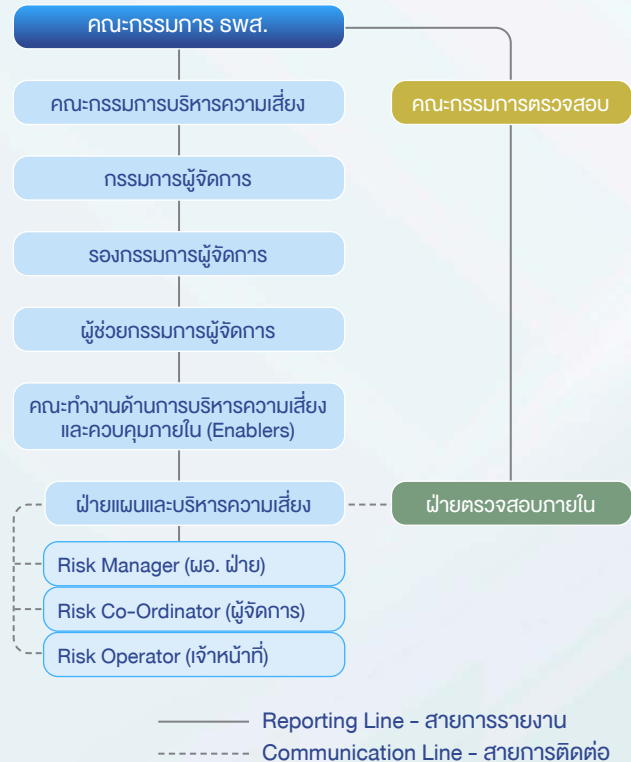 คณะกรรมการ ธพส.
คณะกรรมการบริหารความเสี่ยง
คณะกรรมการตรวจสอบ
กรรมการผู้จัดการ
รองกรรมการผู้จัดการ
ผู้ช่วยกรรมการผู้จัดการ
คณะทำงานด้านการบริหารความเสี่ยง
และควบคุมภายใน (Enablers)
ฝ่ายแผนและบริหารความเสี่ยง
ฝ่ายตรวจสอบภายใน
Risk Manager (ผอ. ฝ่าย)
Risk Co-Ordinator (ผู้จัดการ)
Risk Operator (เจ้าหน้าที่)
Reporting Line - สายการรายงาน
Communication Line - สายการติดต่อ